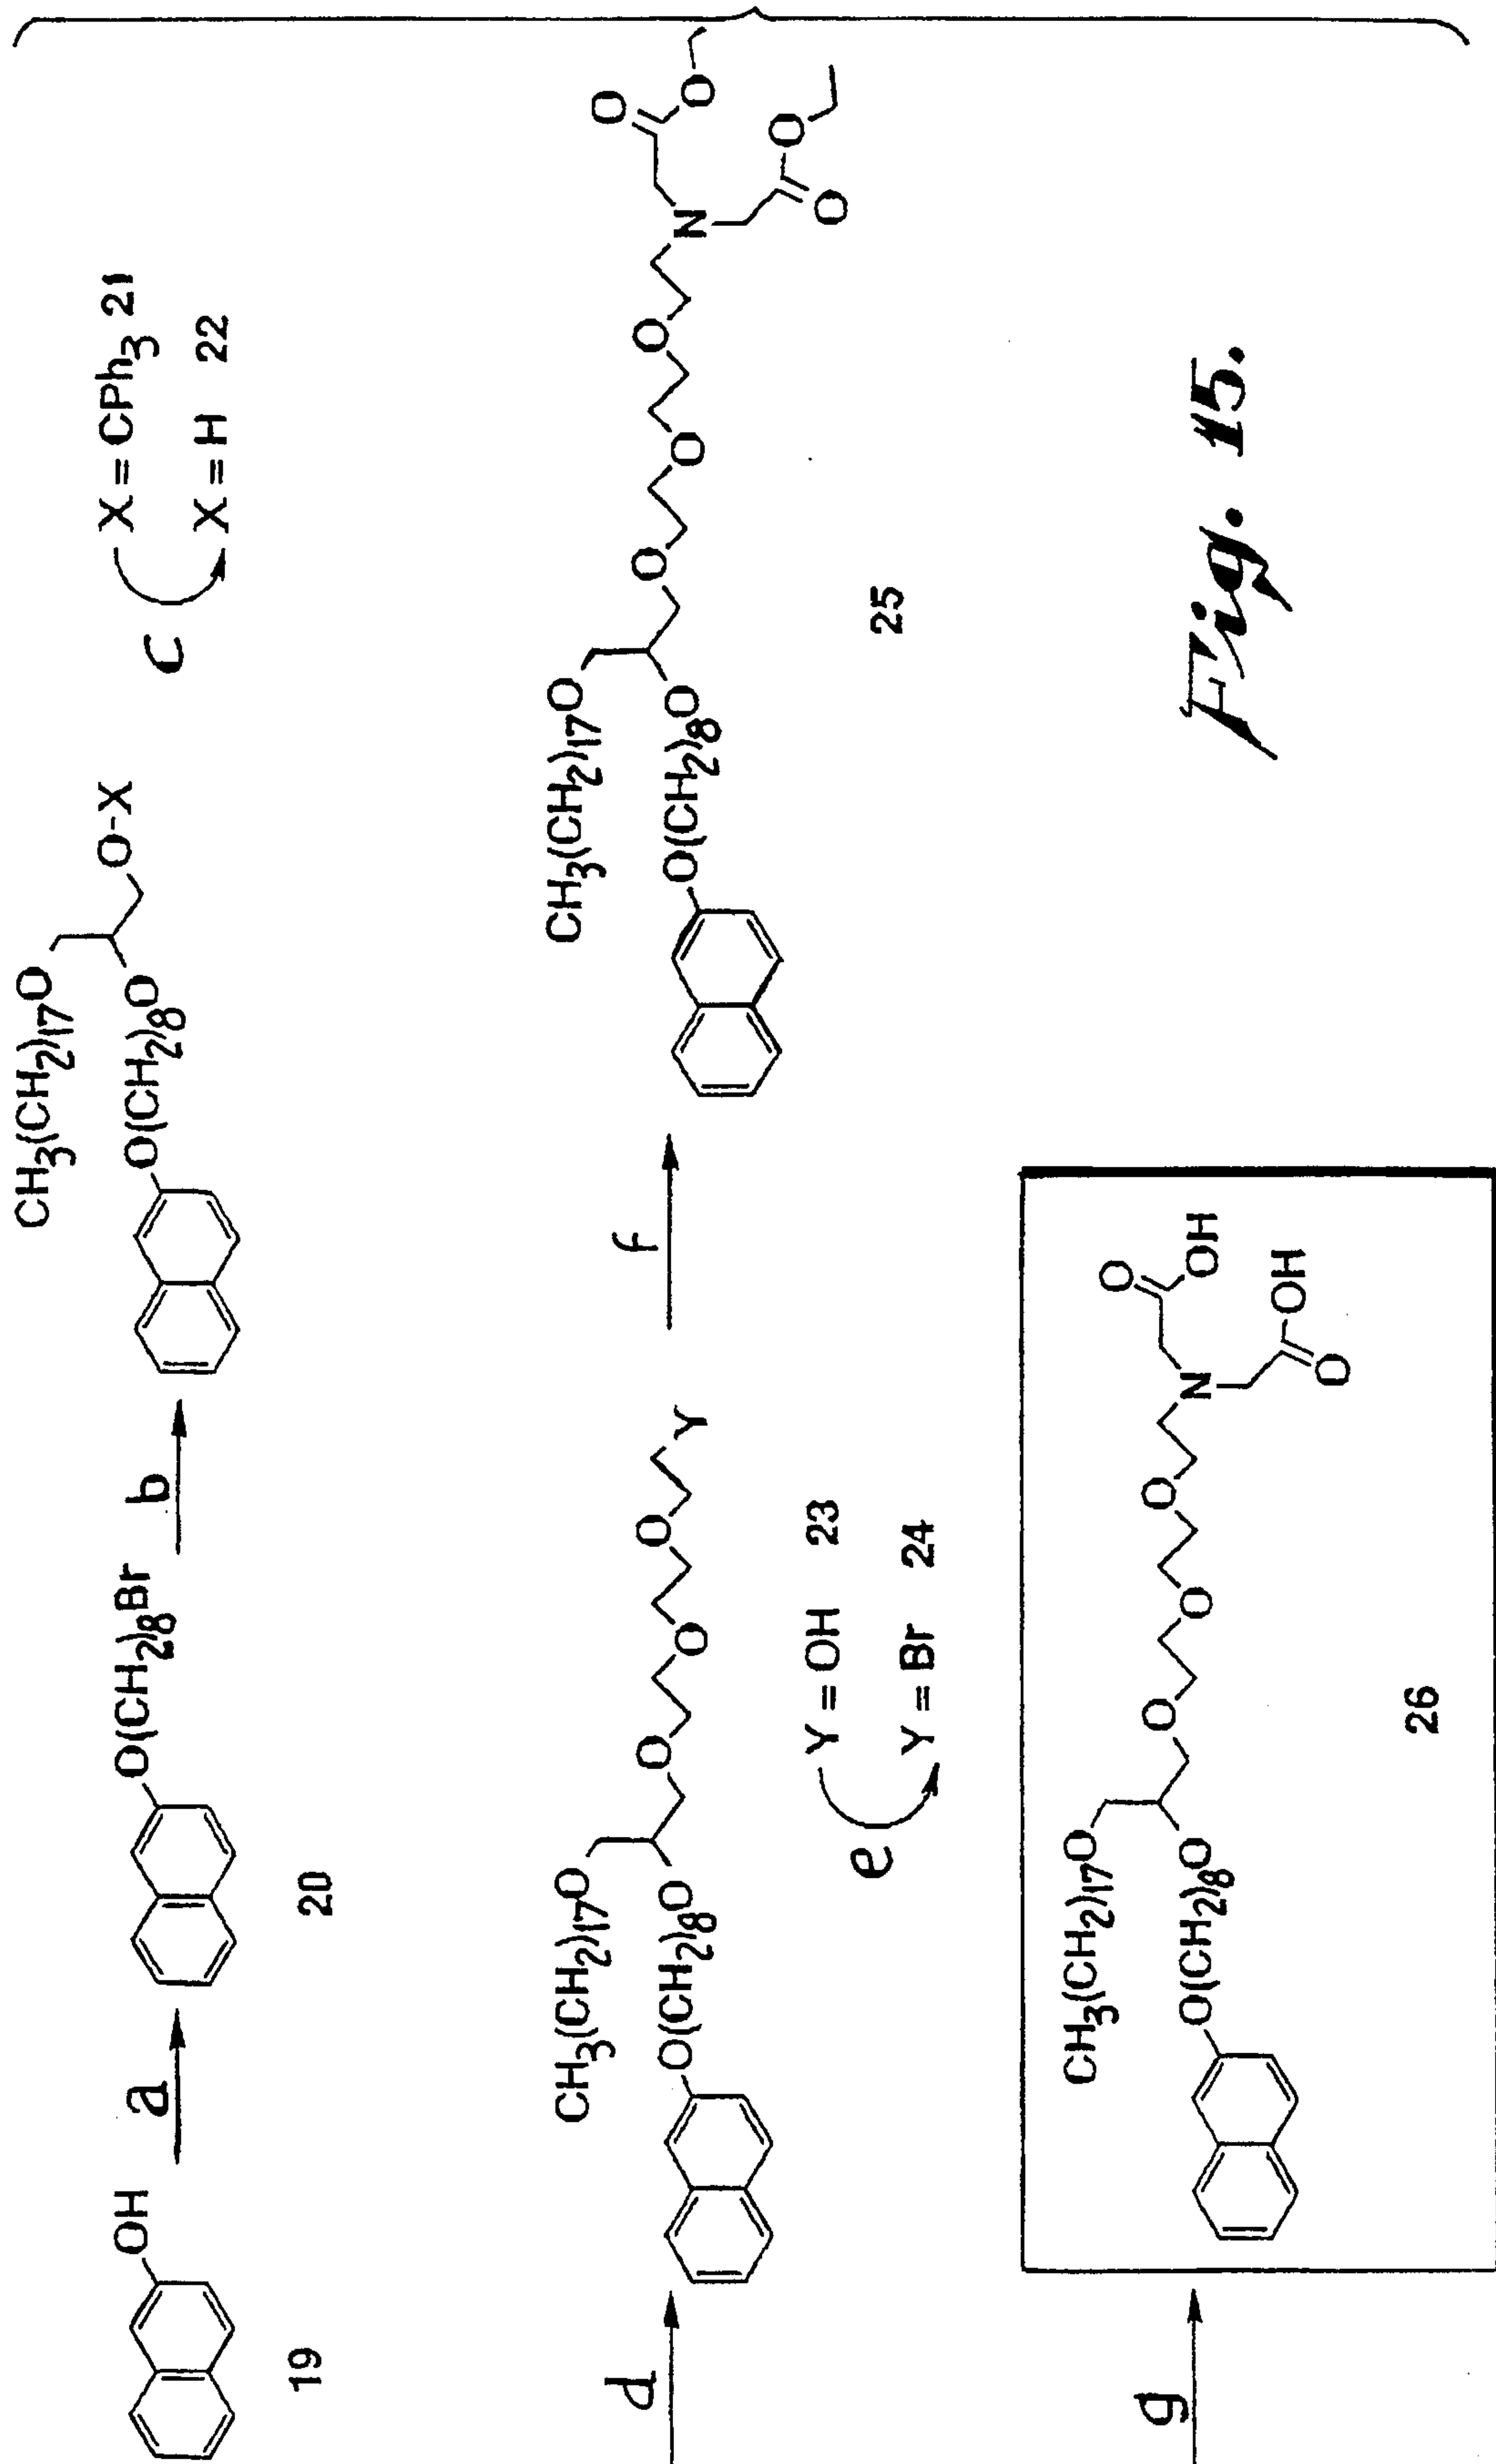 OH
19
a
O(CH2)8Br
20
b
CH3(CH2)17O
O(CH2)8O
O-X
c
X = CPh3 21
X = H 22
d
CH3(CH2)17O
O(CH2)8O
O
O
O
Y
e
Y = OH 23
Y = Br 24
f
CH3(CH2)17O
O(CH2)8O
O
O
O
N
O
O
O
O
25
g
CH3(CH2)17O
O(CH2)8O
O
O
O
N
O
OH
OH
O
26
Fig. 15.